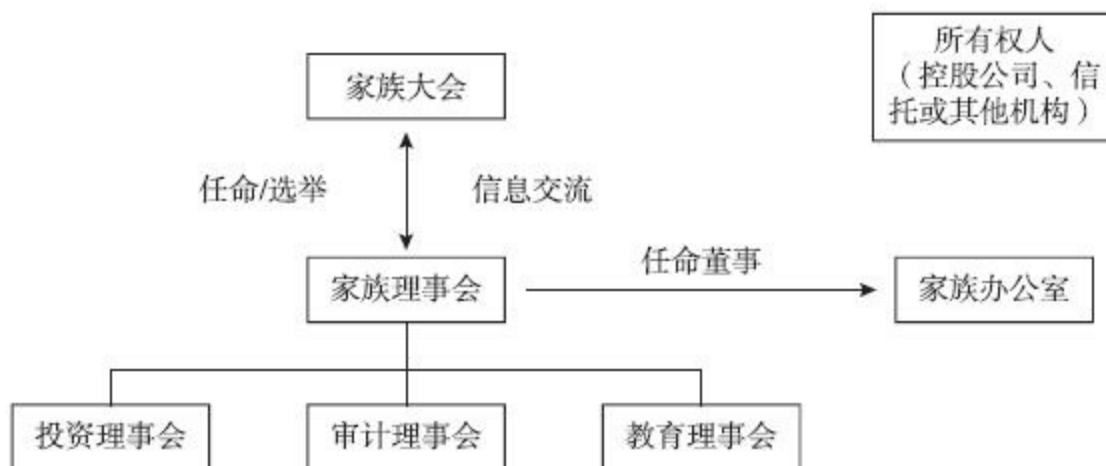 所有权人
（控股公司、信
托或其他机构）
家族大会
任命/选举
信息交流
家族理事会
任命董事
家族办公室
投资理事会
审计理事会
教育理事会